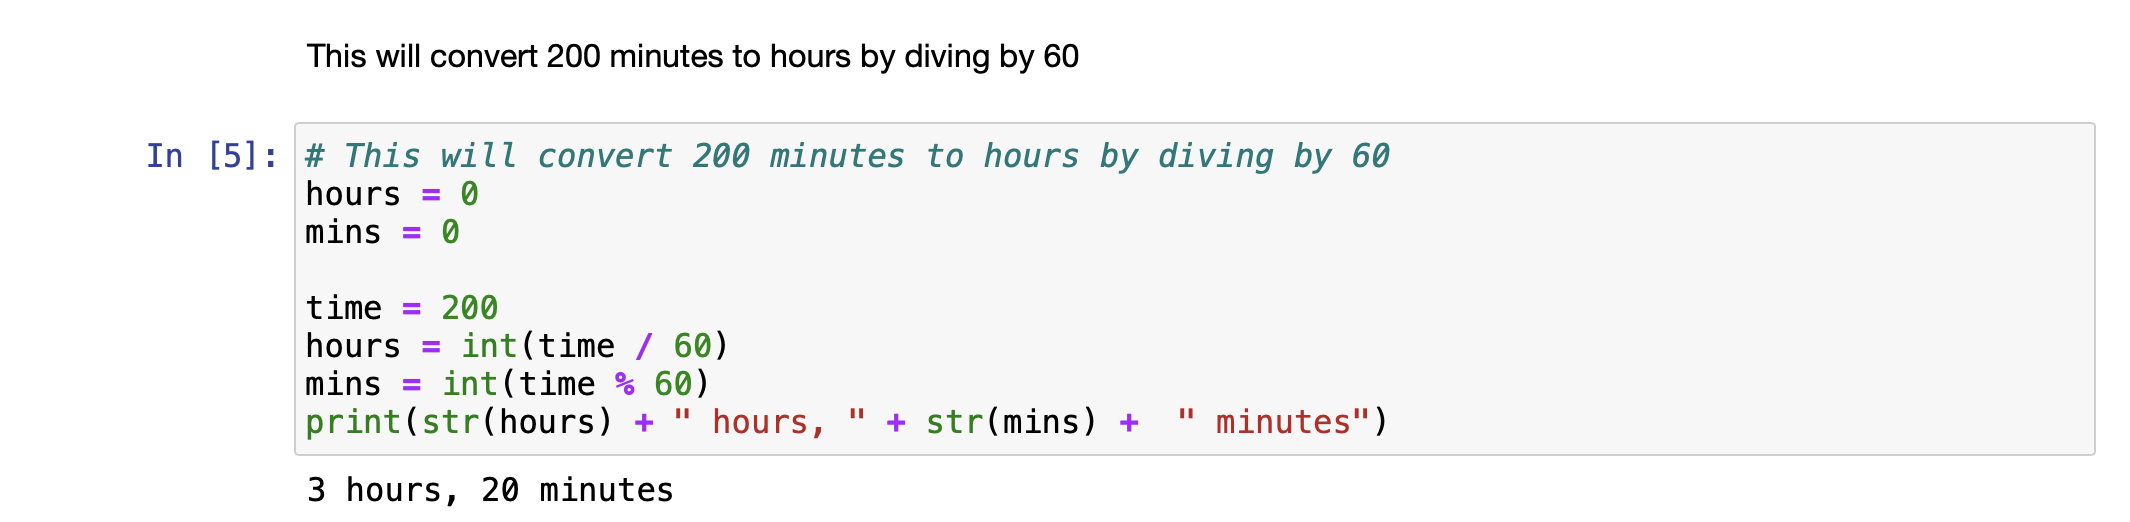 This will convert 200 minutes to hours by diving by 60
In [5]: # This will convert 200 minutes to hours by diving by 60
hours = 0
mins = 0
time = 200
hours = int(time / 60)
mins = int(time % 60)
print(str(hours) + " hours, " + str(mins) +  " minutes")
3 hours, 20 minutes